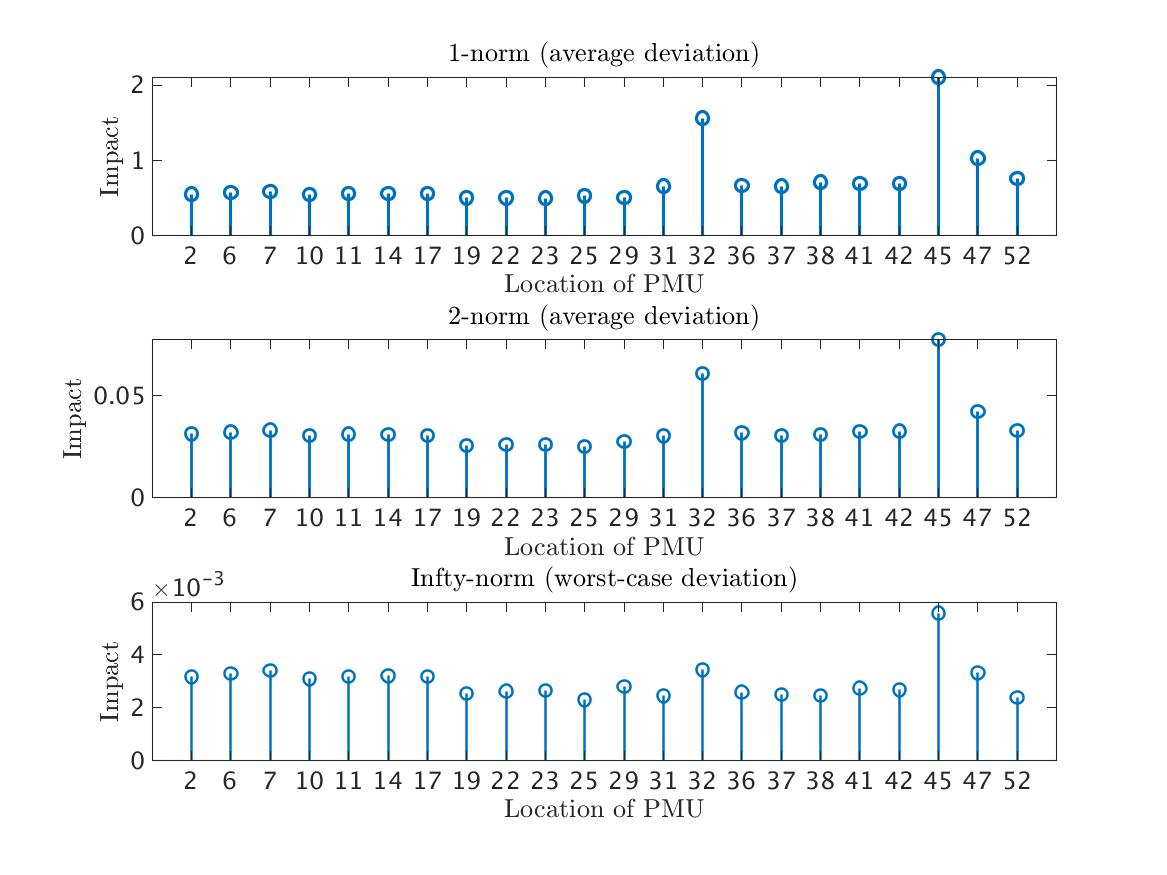 1-norm (average deviation)
2
1
0
Impact
2 6 7 10 11 14 17 19 22 23 25 29 31 32 36 37 38 41 42 45 47 52
Location of PMU
2-norm (average deviation)
0.05
0
Impact
2 6 7 10 11 14 17 19 22 23 25 29 31 32 36 37 38 41 42 45 47 52
Location of PMU
Infty-norm (worst-case deviation)
×10⁻³
6
4
2
0
Impact
2 6 7 10 11 14 17 19 22 23 25 29 31 32 36 37 38 41 42 45 47 52
Location of PMU